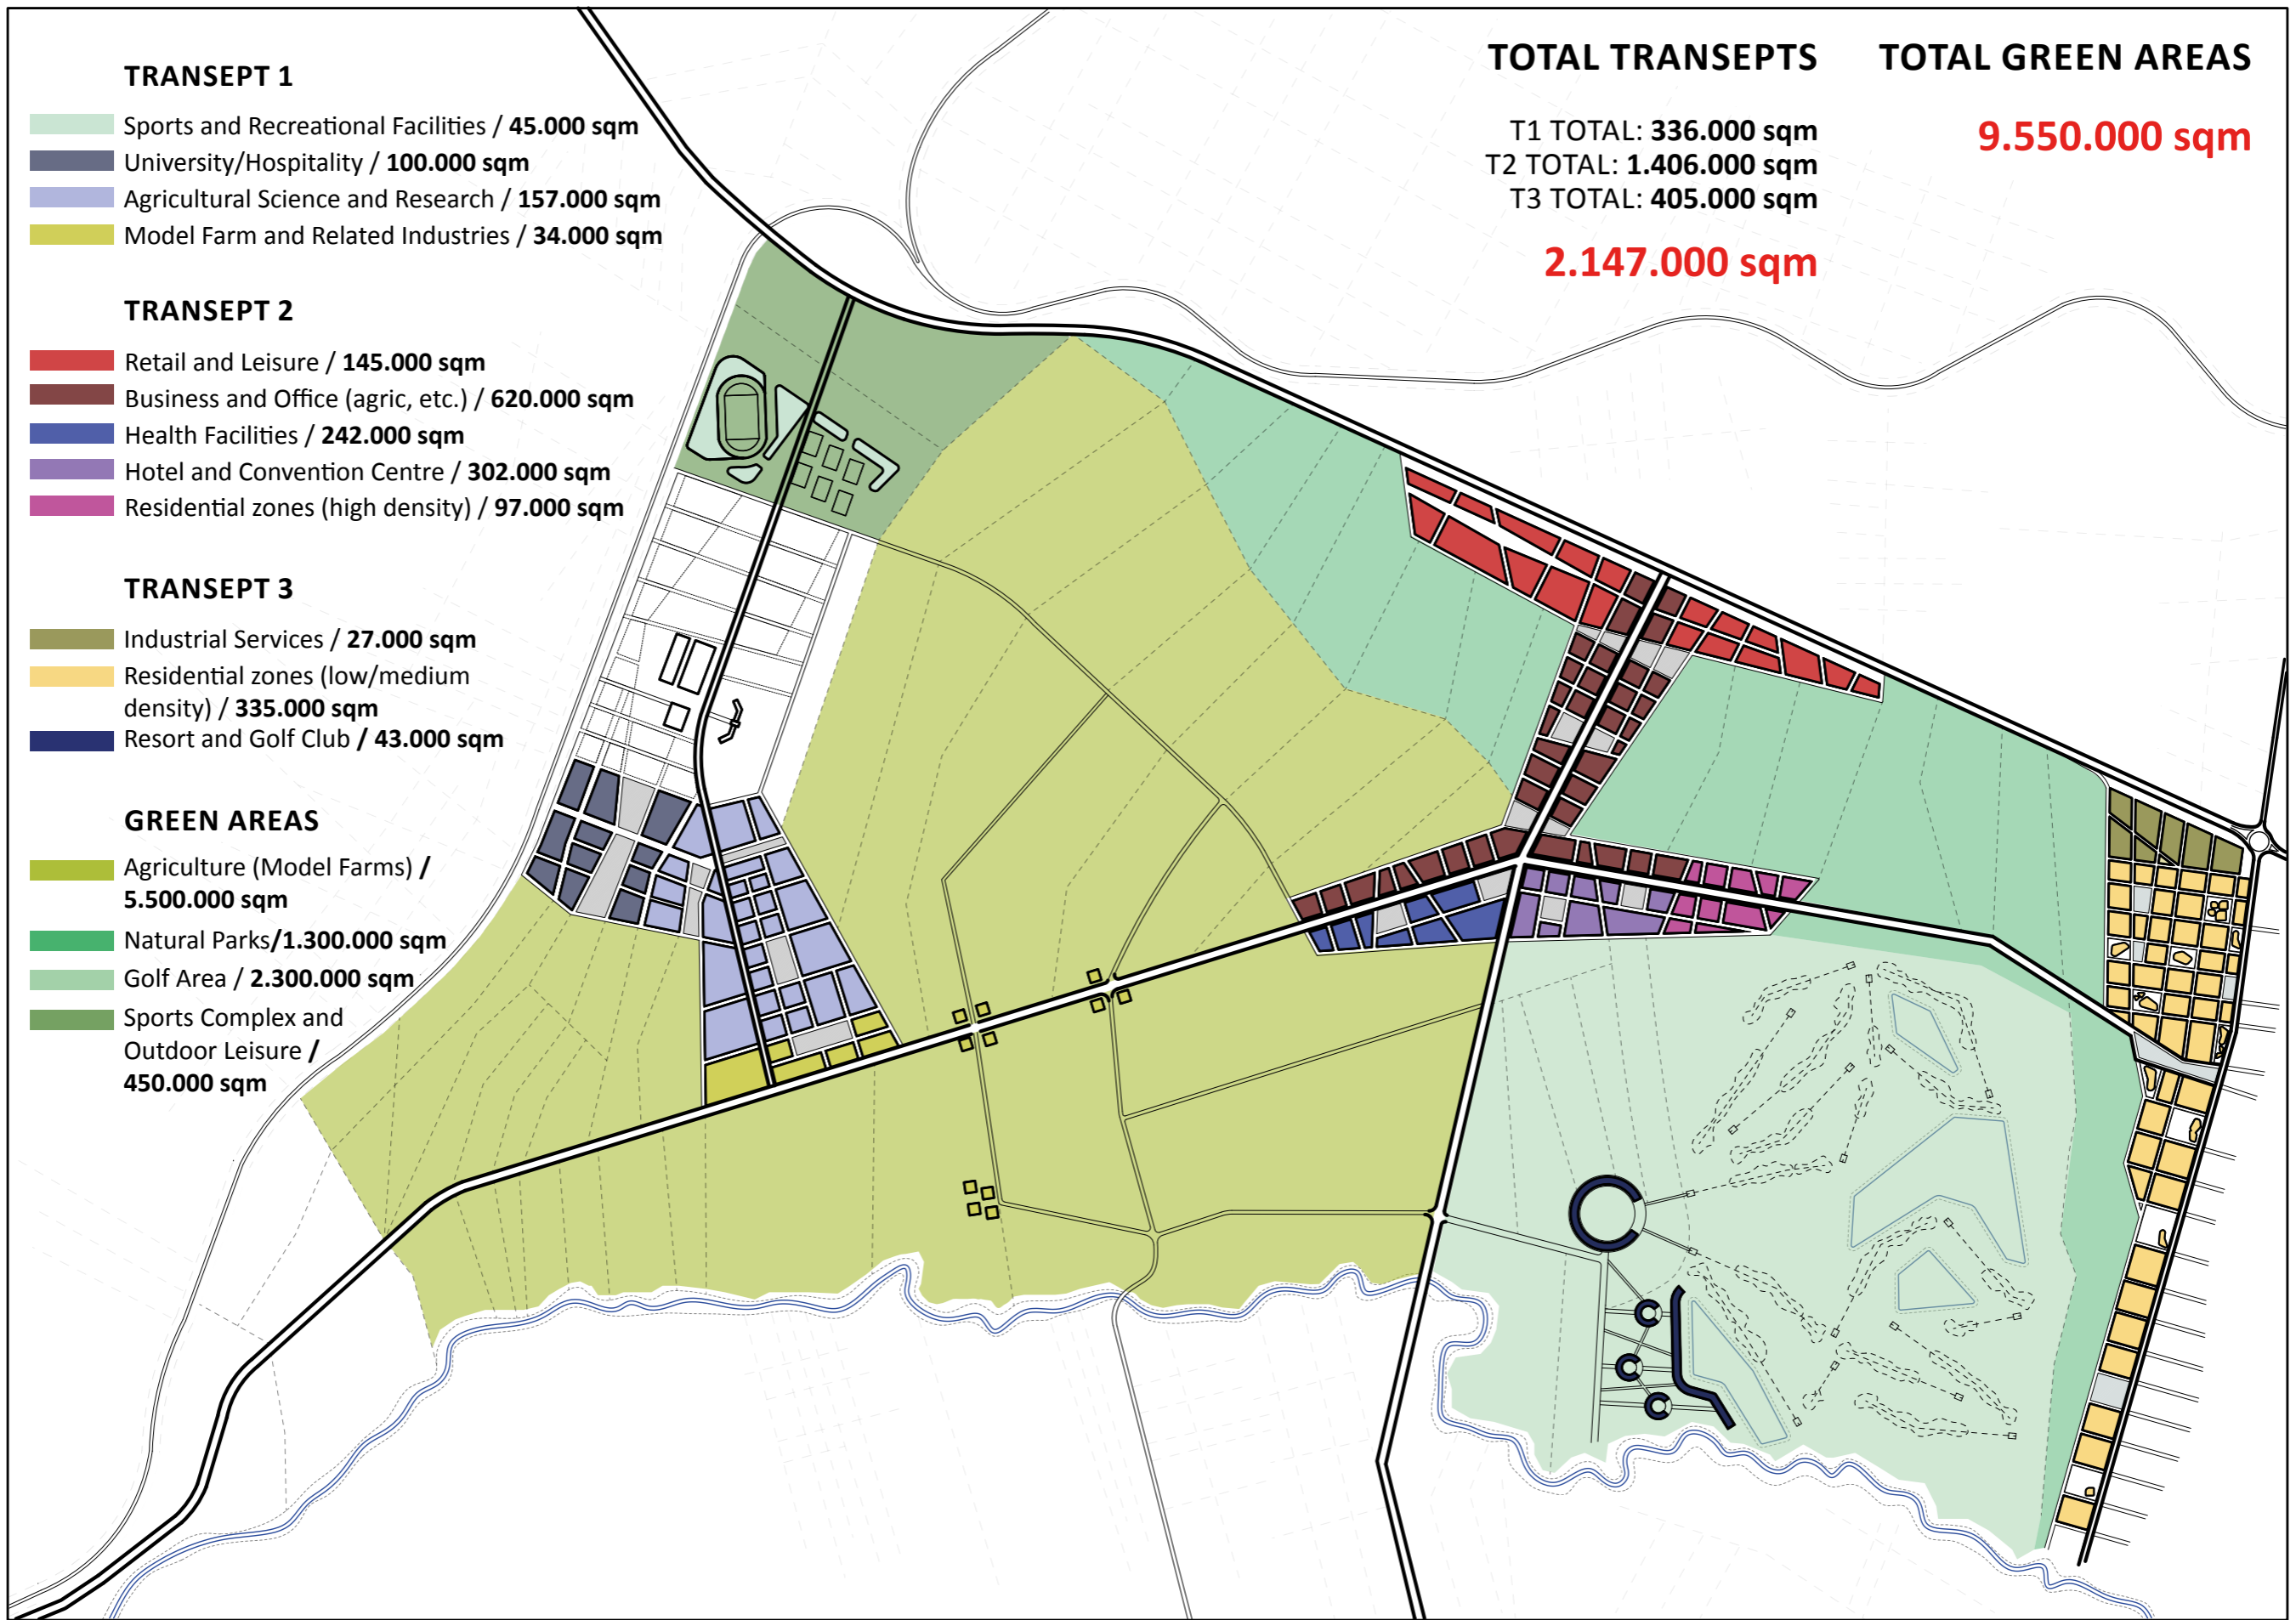 TRANSEPT 1
Sports and Recreational Facilities / 45.000 sqm
University/Hospitality / 100.000 sqm
Agricultural Science and Research / 157.000 sqm
Model Farm and Related Industries / 34.000 sqm
TRANSEPT 2
Retail and Leisure / 145.000 sqm
Business and Office (agric, etc.) / 620.000 sqm
Health Facilities / 242.000 sqm
Hotel and Convention Centre / 302.000 sqm
Residential zones (high density) / 97.000 sqm
TRANSEPT 3
Industrial Services / 27.000 sqm
Residential zones (low/medium
density) / 335.000 sqm
Resort and Golf Club / 43.000 sqm
GREEN AREAS
Agriculture (Model Farms) /
5.500.000 sqm
Natural Parks/1.300.000 sqm
Golf Area / 2.300.000 sqm
Sports Complex and
Outdoor Leisure /
450.000 sqm
TOTAL TRANSEPTS
T1 TOTAL: 336.000 sqm
T2 TOTAL: 1.406.000 sqm
T3 TOTAL: 405.000 sqm
2.147.000 sqm
TOTAL GREEN AREAS
9.550.000 sqm